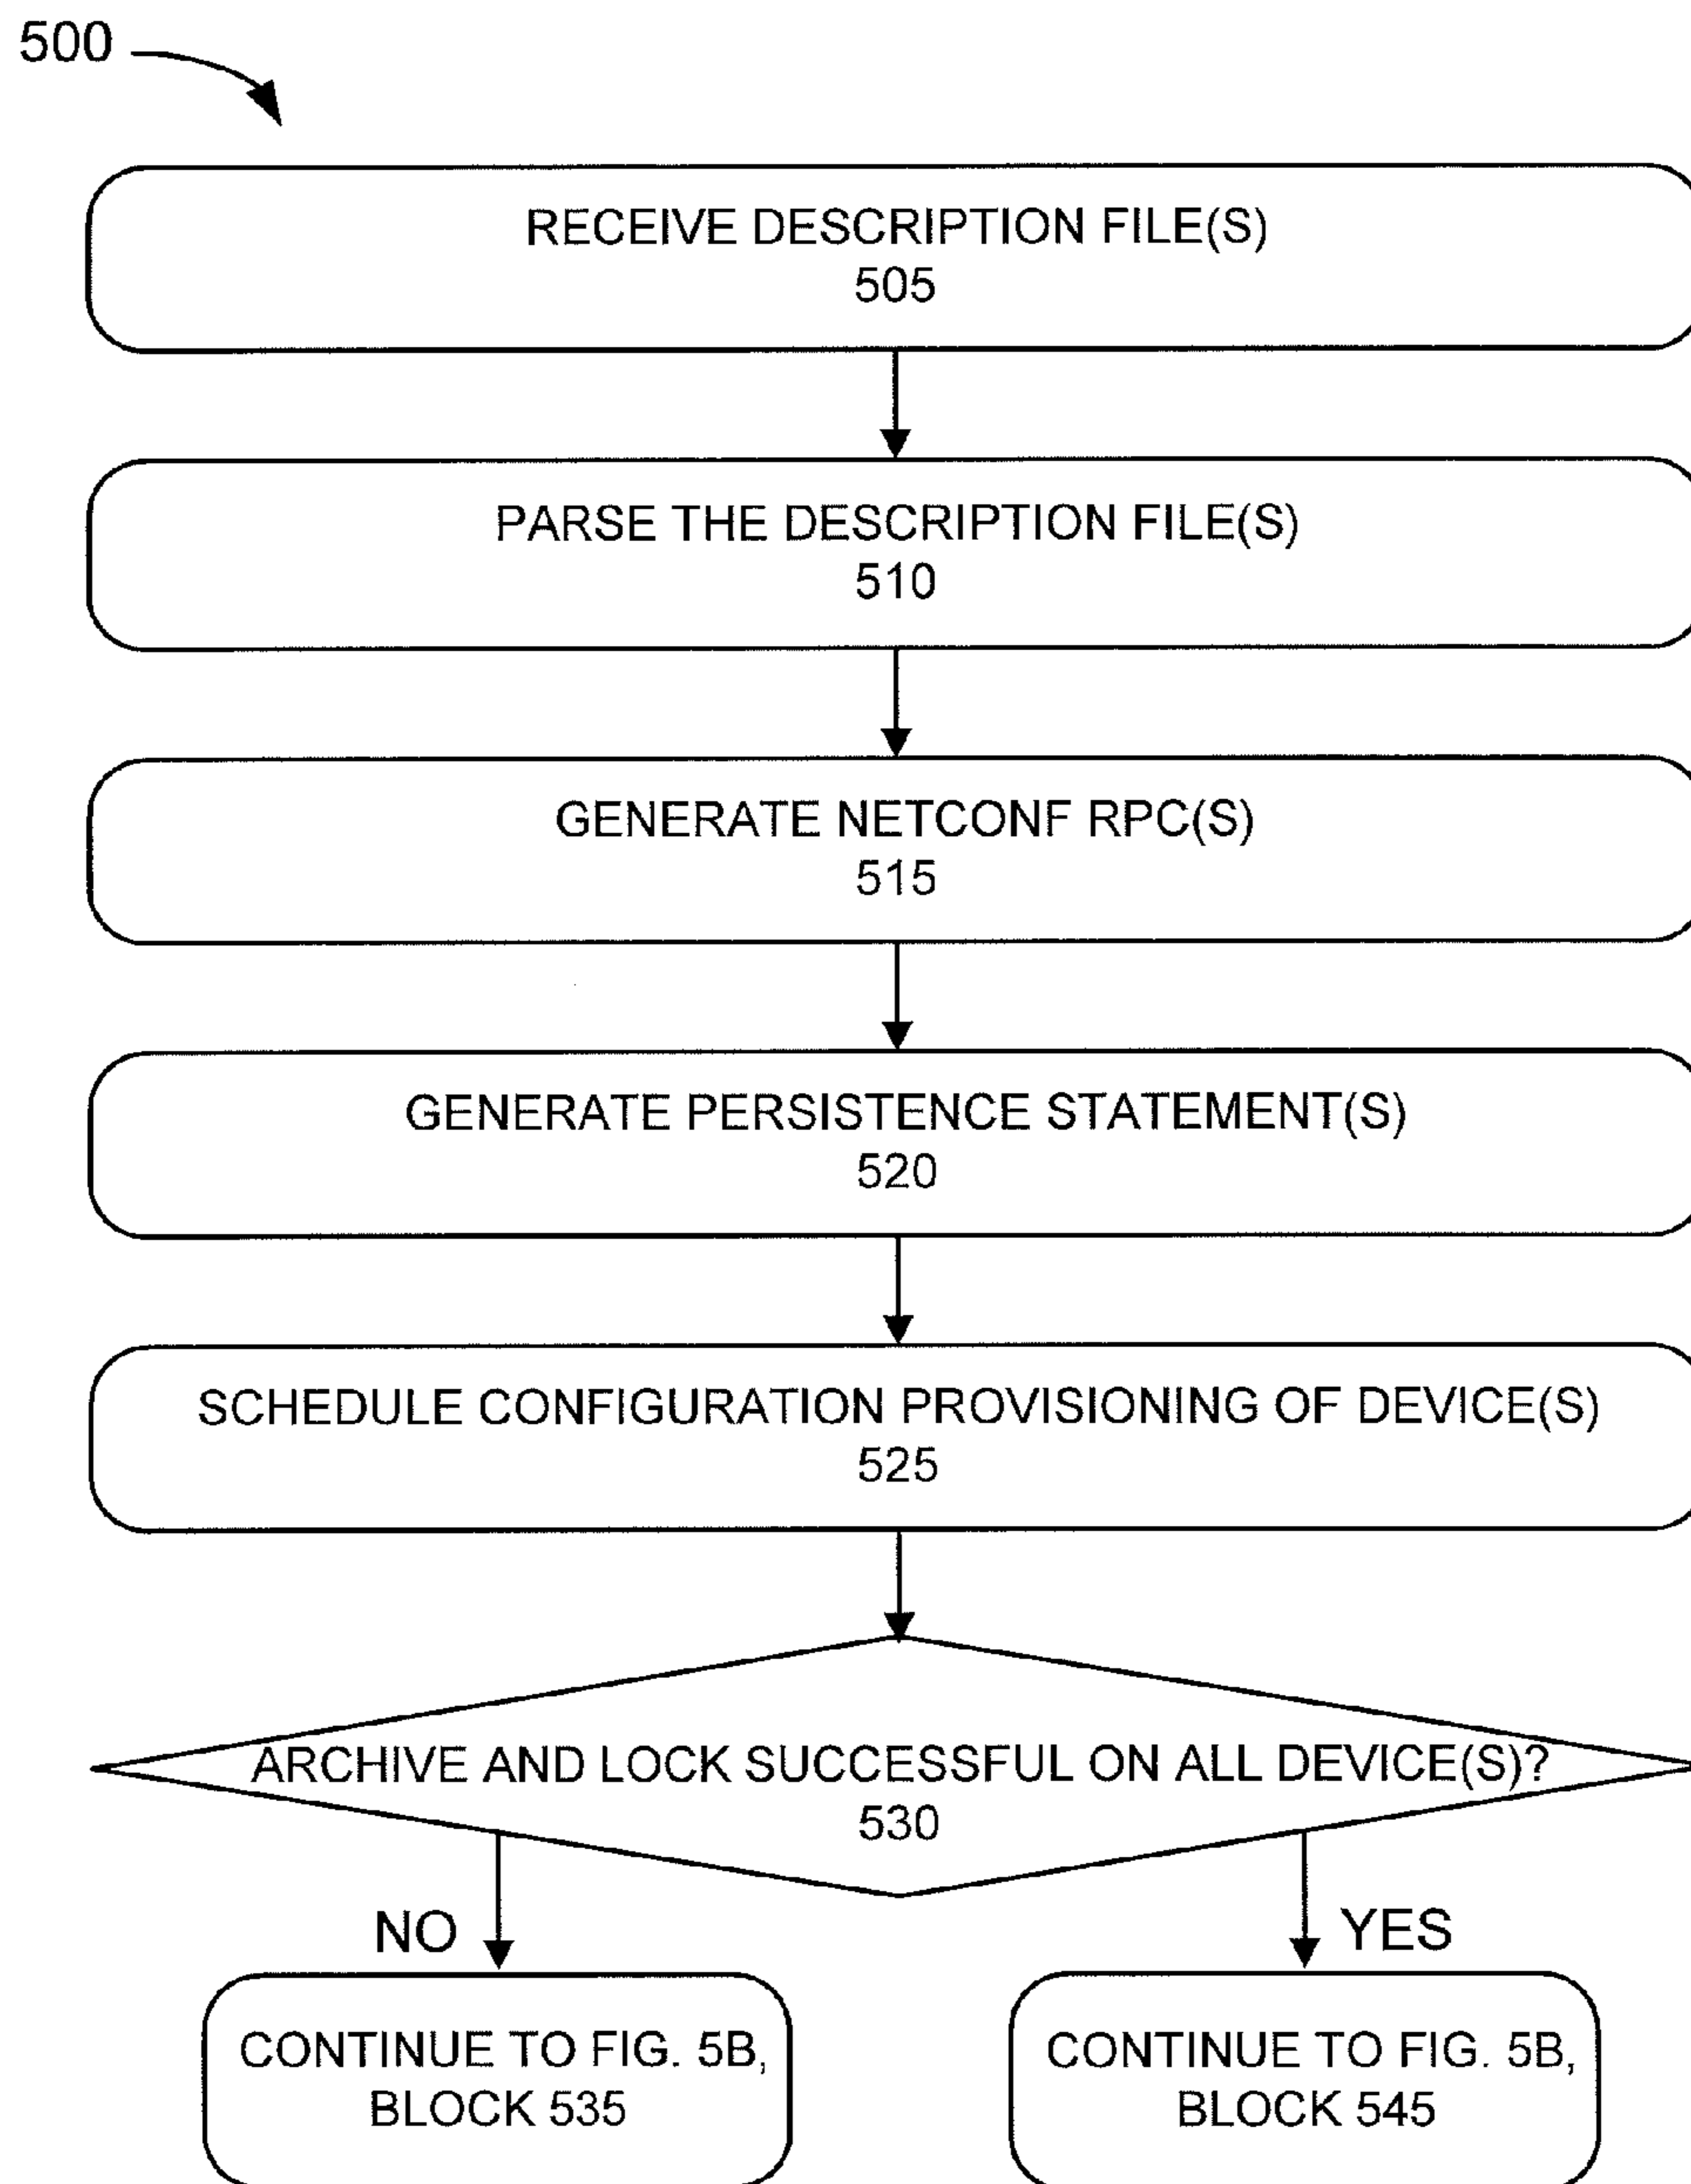 500
RECEIVE DESCRIPTION FILE(S)
505
PARSE THE DESCRIPTION FILE(S)
510
GENERATE NETCONF RPC(S)
515
GENERATE PERSISTENCE STATEMENT(S)
520
SCHEDULE CONFIGURATION PROVISIONING OF DEVICE(S)
525
ARCHIVE AND LOCK SUCCESSFUL ON ALL DEVICE(S)?
530
NO
YES
CONTINUE TO FIG. 5B,
BLOCK 535
CONTINUE TO FIG. 5B,
BLOCK 545